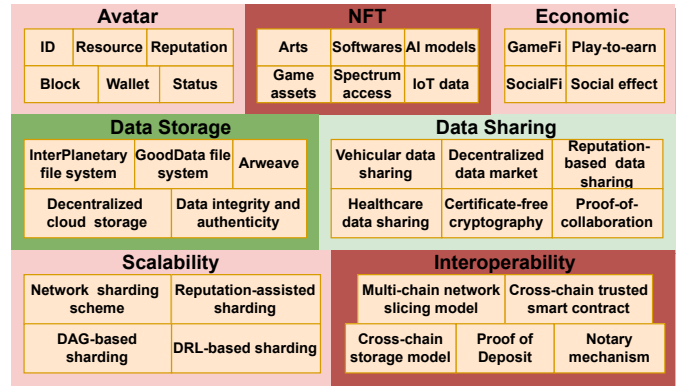 Avatar
NFT
Economic
ID
Resource
Reputation
Block
Wallet
Status
Arts
Softwares
AI models
Game
assets
Spectrum
access
IoT data
GameFi
Play-to-earn
SocialFi
Social effect
Data Storage
Data Sharing
InterPlanetary
file system
GoodData file
system
Arweave
Decentralized
cloud storage
Data integrity and
authenticity
Vehicular data
sharing
Decentralized
data market
Reputation-
based data
sharing
Healthcare
data sharing
Certificate-free
cryptography
Proof-of-
collaboration
Scalability
Interoperability
Network sharding
scheme
Reputation-assisted
sharding
DAG-based
sharding
DRL-based sharding
Multi-chain network
slicing model
Cross-chain trusted
smart contract
Cross-chain
storage model
Proof of
Deposit
Notary
mechanism